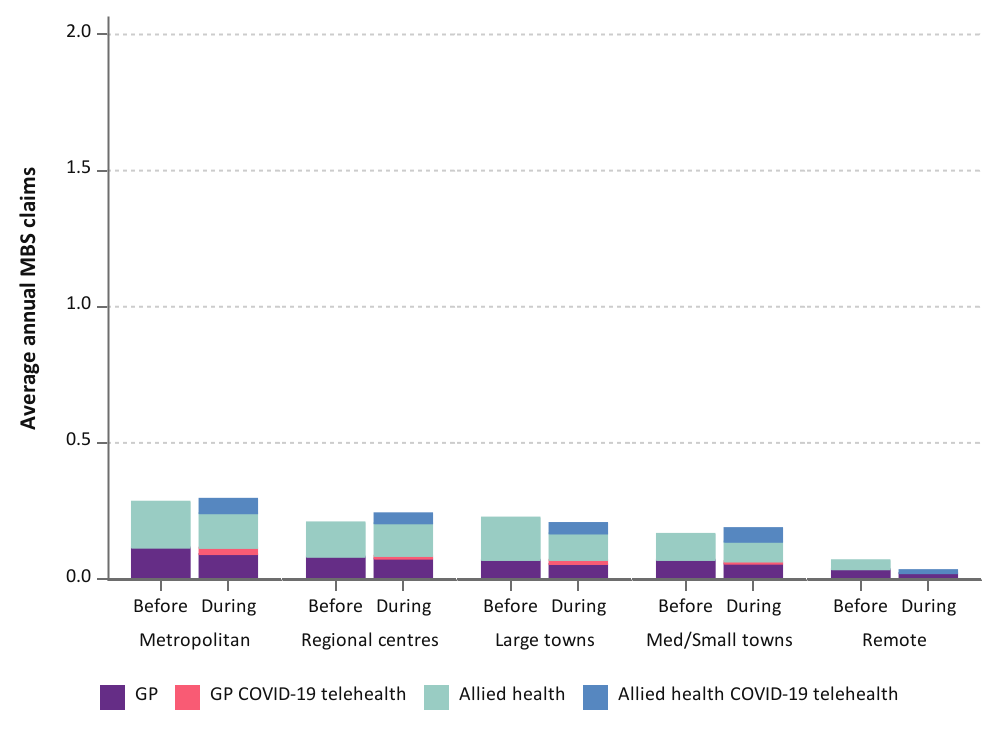 Average annual MBS claims
2.0
1.5
1.0
0.5
0.0
Before During Before During Before During Before During Before During
Metropolitan Regional centres Large towns Med/Small towns Remote
GP GP COVID-19 telehealth Allied health Allied health COVID-19 telehealth